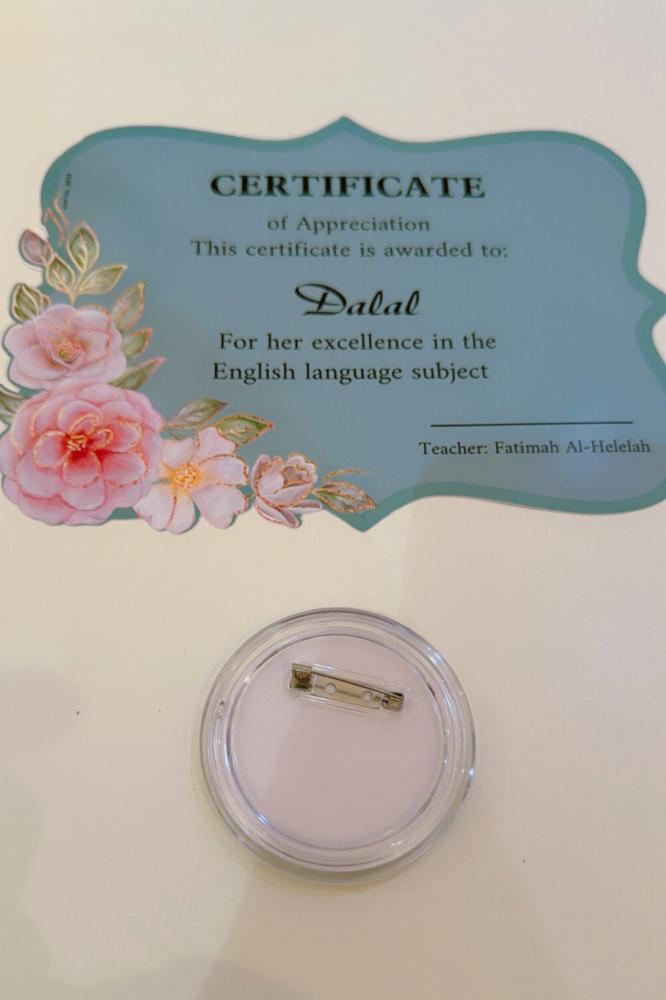 CERTIFICATE
of Appreciation
This certificate is awarded to:
Dalal
For her excellence in the
English language subject
Teacher: Fatimah Al-Helelah